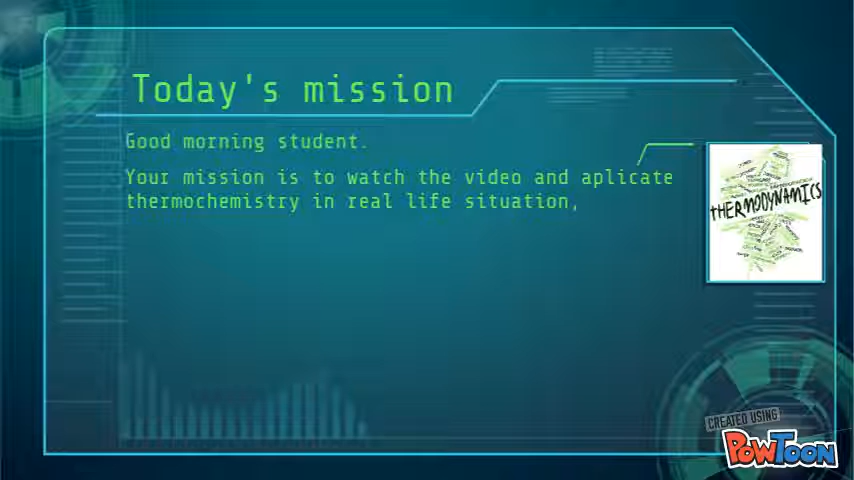 Today's mission
Good morning student.
Your mission is to watch the video and aplicate
thermochemistry in real life situation,
tHERMODYNAMICS
CREATED USING
POWTOON